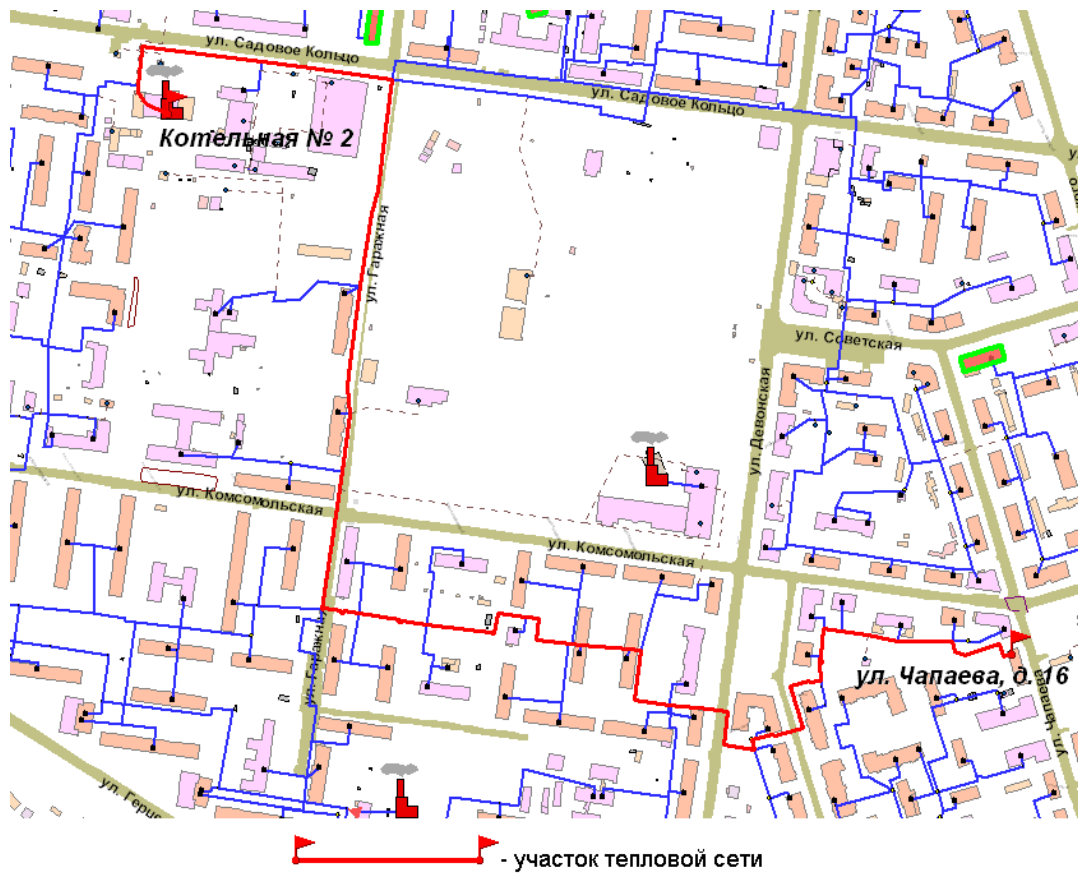 ул. Садовое Кольцо
ул. Садовое Кольцо
Котельная № 2
ул. Гаражная
ул. Советская
ул. Девонская
ул. Комсомольская
ул. Комсомольская
ул. Гаражная
ул. Чапаева, д. 16
ул. Чапаева
- участок тепловой сети